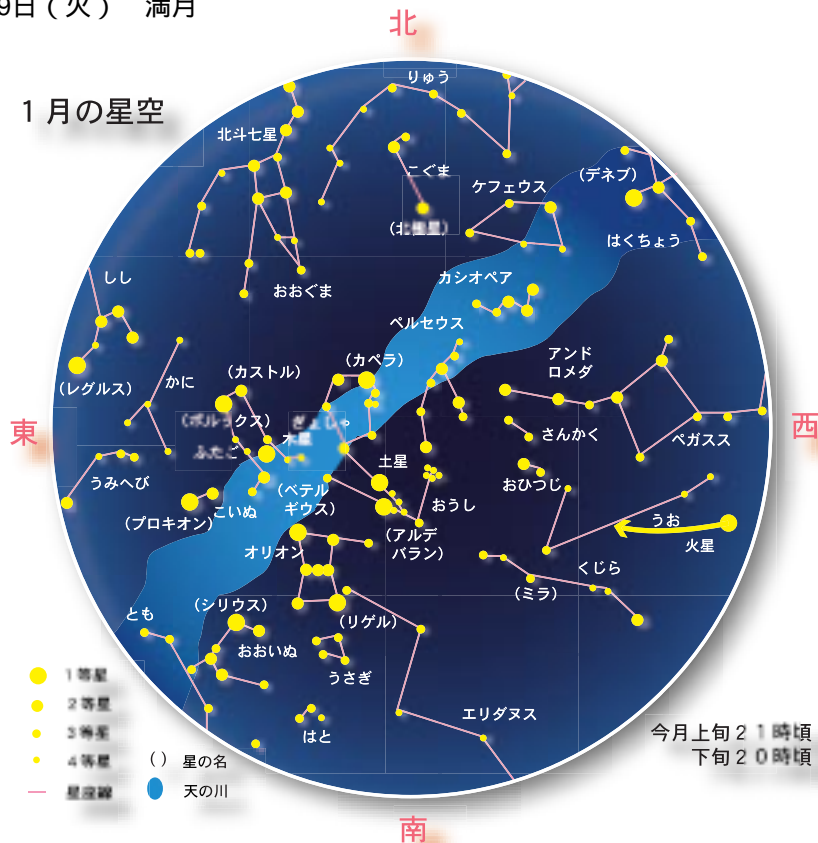 9日（火）　満月
北
１月の星空
りゅう
北斗七星
こぐま
（北極星）
ケフェウス
（デネブ）
はくちょう
しし
おおぐま
カシオペア
ペルセウス
（レグルス）
かに
（カストル）
（カペラ）
アンド
ロメダ
東
（ポルックス）
ぎょしゃ
ふたご
木星
さんかく
ペガスス
西
うみへび
土星
（プロキオン）
こいぬ
（ベテル
ギウス）
おうし
おひつじ
（アルデ
バラン）
うお
火星
オリオン
くじら
（ミラ）
とも
（シリウス）
（リゲル）
おおいぬ
うさぎ
はと
エリダヌス
１等星
２等星
３等星
４等星
星座線
（ ） 星の名
天の川
今月上旬２１時頃
下旬２０時頃
南